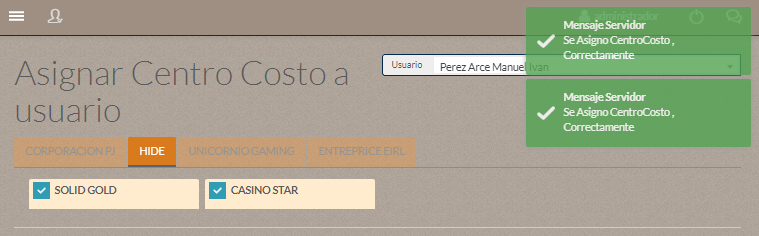 administrador
Asignar Centro Costo a
usuario
Usuario
Perez Arce Manuel Ivan
Mensaje Servidor
Se Asigno CentroCosto ,
Correctamente
Mensaje Servidor
Se Asigno CentroCosto ,
Correctamente
CORPORACION PJ
HIDE
UNICORNIO GAMING
ENTREPRICE EIRL
SOLID GOLD
CASINO STAR